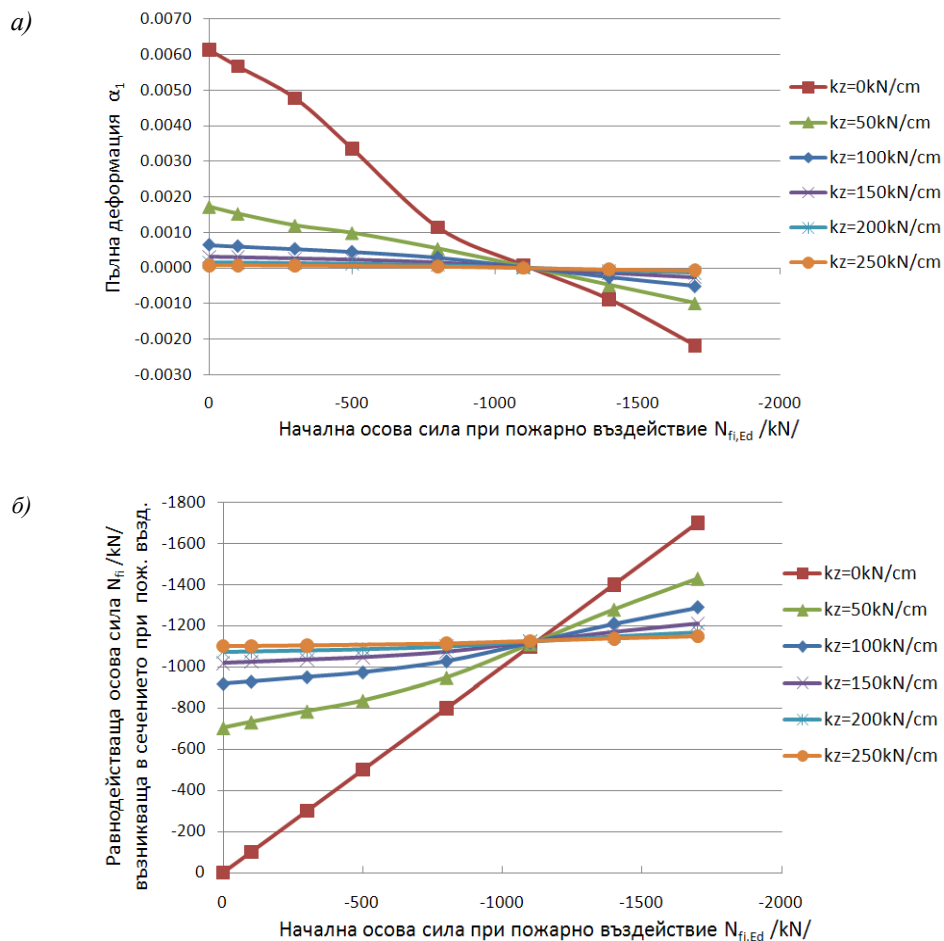 а)
0.0070
0.0060
0.0050
0.0040
0.0030
0.0020
0.0010
0.0000
-0.0010
-0.0020
-0.0030
Пълна деформация α1
0 -500 -1000 -1500 -2000
Начална осова сила при пожарно въздействие Nfi,Ed /kN/
kz=0kN/cm
kz=50kN/cm
kz=100kN/cm
kz=150kN/cm
kz=200kN/cm
kz=250kN/cm
б)
-1800
-1600
-1400
-1200
-1000
-800
-600
-400
-200
0
Равнодействаща осова сила Nfi /kN/
възникваща в сечението при пож. възд.
0 -500 -1000 -1500 -2000
Начална осова сила при пожарно въздействие Nfi,Ed /kN/
kz=0kN/cm
kz=50kN/cm
kz=100kN/cm
kz=150kN/cm
kz=200kN/cm
kz=250kN/cm